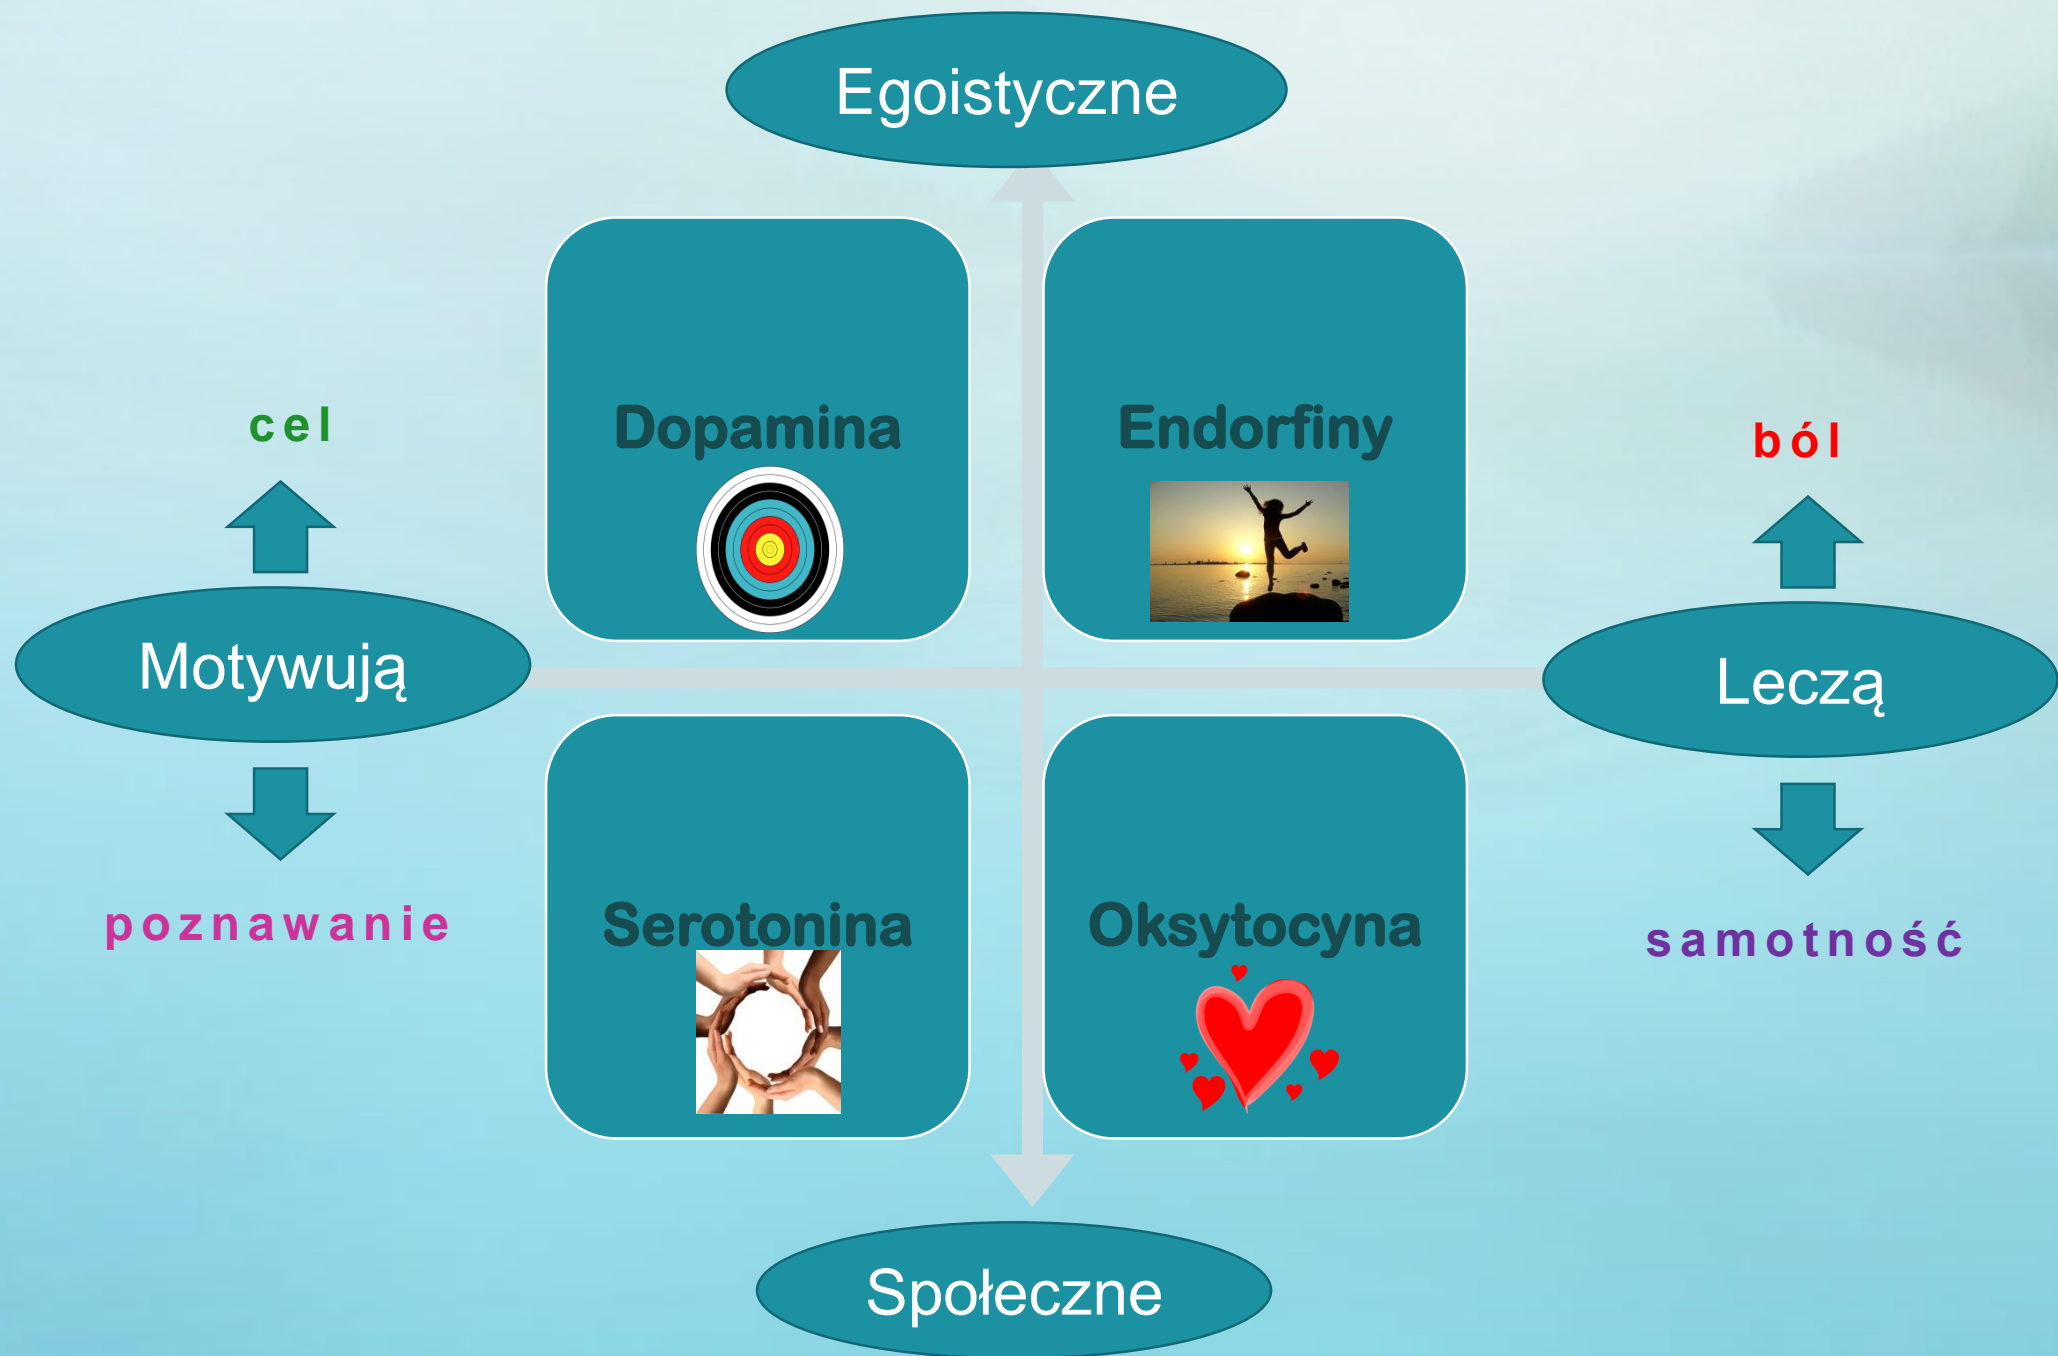 Egoistyczne
Dopamina
Endorfiny
cel
ból
Motywują
Leczą
poznawanie
Serotonina
Oksytocyna
samotność
Społeczne